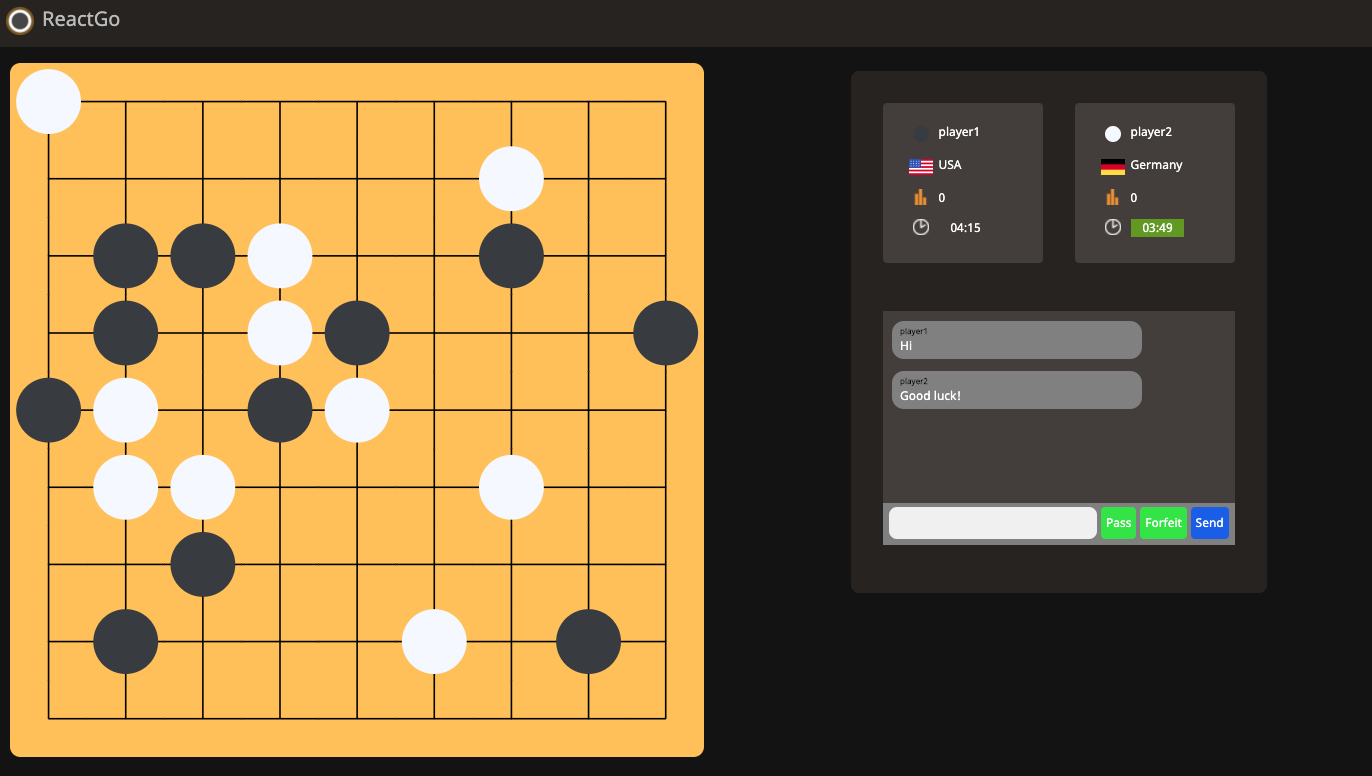 ReactGo
player1
USA
0
04:15
player2
Germany
0
03:49
player1
Hi
player2
Good luck!
Pass
Forfeit
Send